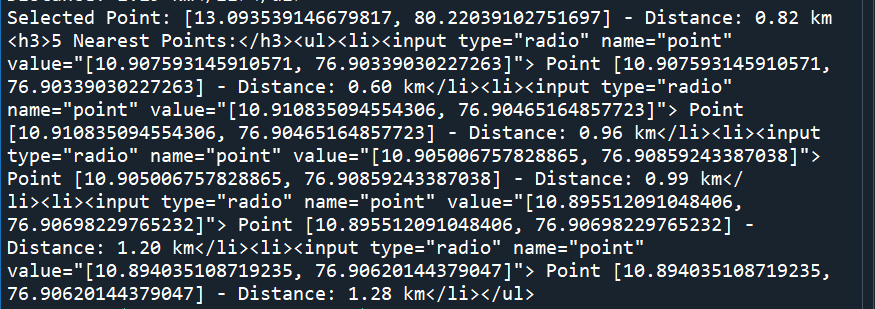 Selected Point: [13.093539146679817, 80.22039102751697] - Distance: 0.82 km
<h3>5 Nearest Points:</h3><ul><li><input type="radio" name="point"
value="[10.907593145910571, 76.90339030227263]"> Point [10.907593145910571,
76.90339030227263] - Distance: 0.60 km</li><li><input type="radio"
name="point" value="[10.910835094554306, 76.90465164857723]"> Point
[10.910835094554306, 76.90465164857723] - Distance: 0.96 km</li><li><input
type="radio" name="point" value="[10.905006757828865, 76.90859243387038]">
Point [10.905006757828865, 76.90859243387038] - Distance: 0.99 km</
li><li><input type="radio" name="point" value="[10.895512091048406,
76.90698229765232]"> Point [10.895512091048406, 76.90698229765232] -
Distance: 1.20 km</li><li><input type="radio" name="point"
value="[10.894035108719235, 76.90620144379047]"> Point [10.894035108719235,
76.90620144379047] - Distance: 1.28 km</li></ul>